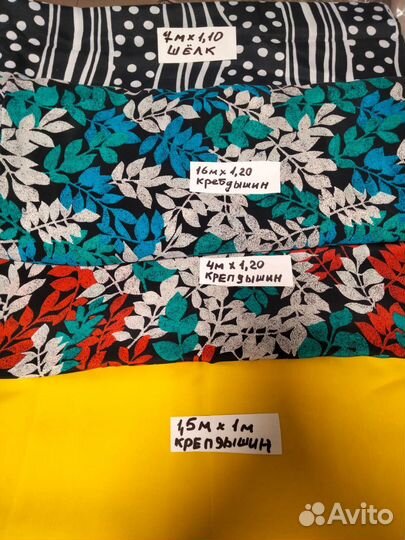 4м х 1,10
ШЁЛК
16м х 1,20
крепдышин
4м х 1,20
КРЕПДЫШИН
1,5м х 1м
КРЕПДЫШИН
Avito